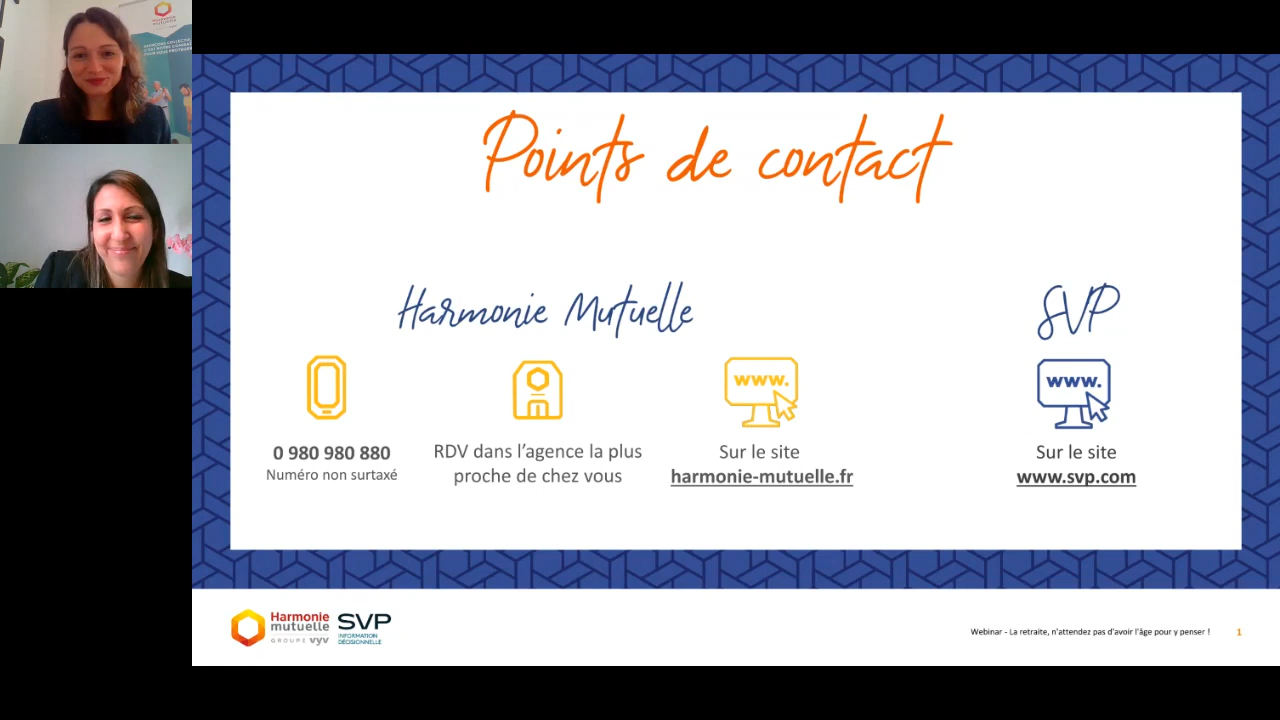 Harmonie
mutuelle
Points de contact
Harmonie Mutuelle
SVP
www.
www.
0 980 980 880
Numéro non surtaxé
RDV dans l'agence la plus
proche de chez vous
Sur le site
harmonie-mutuelle.fr
Sur le site
www.svp.com
Harmonie
mutuelle
GROUPE vyv
SVP
INFORMATION
DÉCISIONNELLE
Webinar - La retraite, n'attendez pas d'avoir l'âge pour y penser !
1